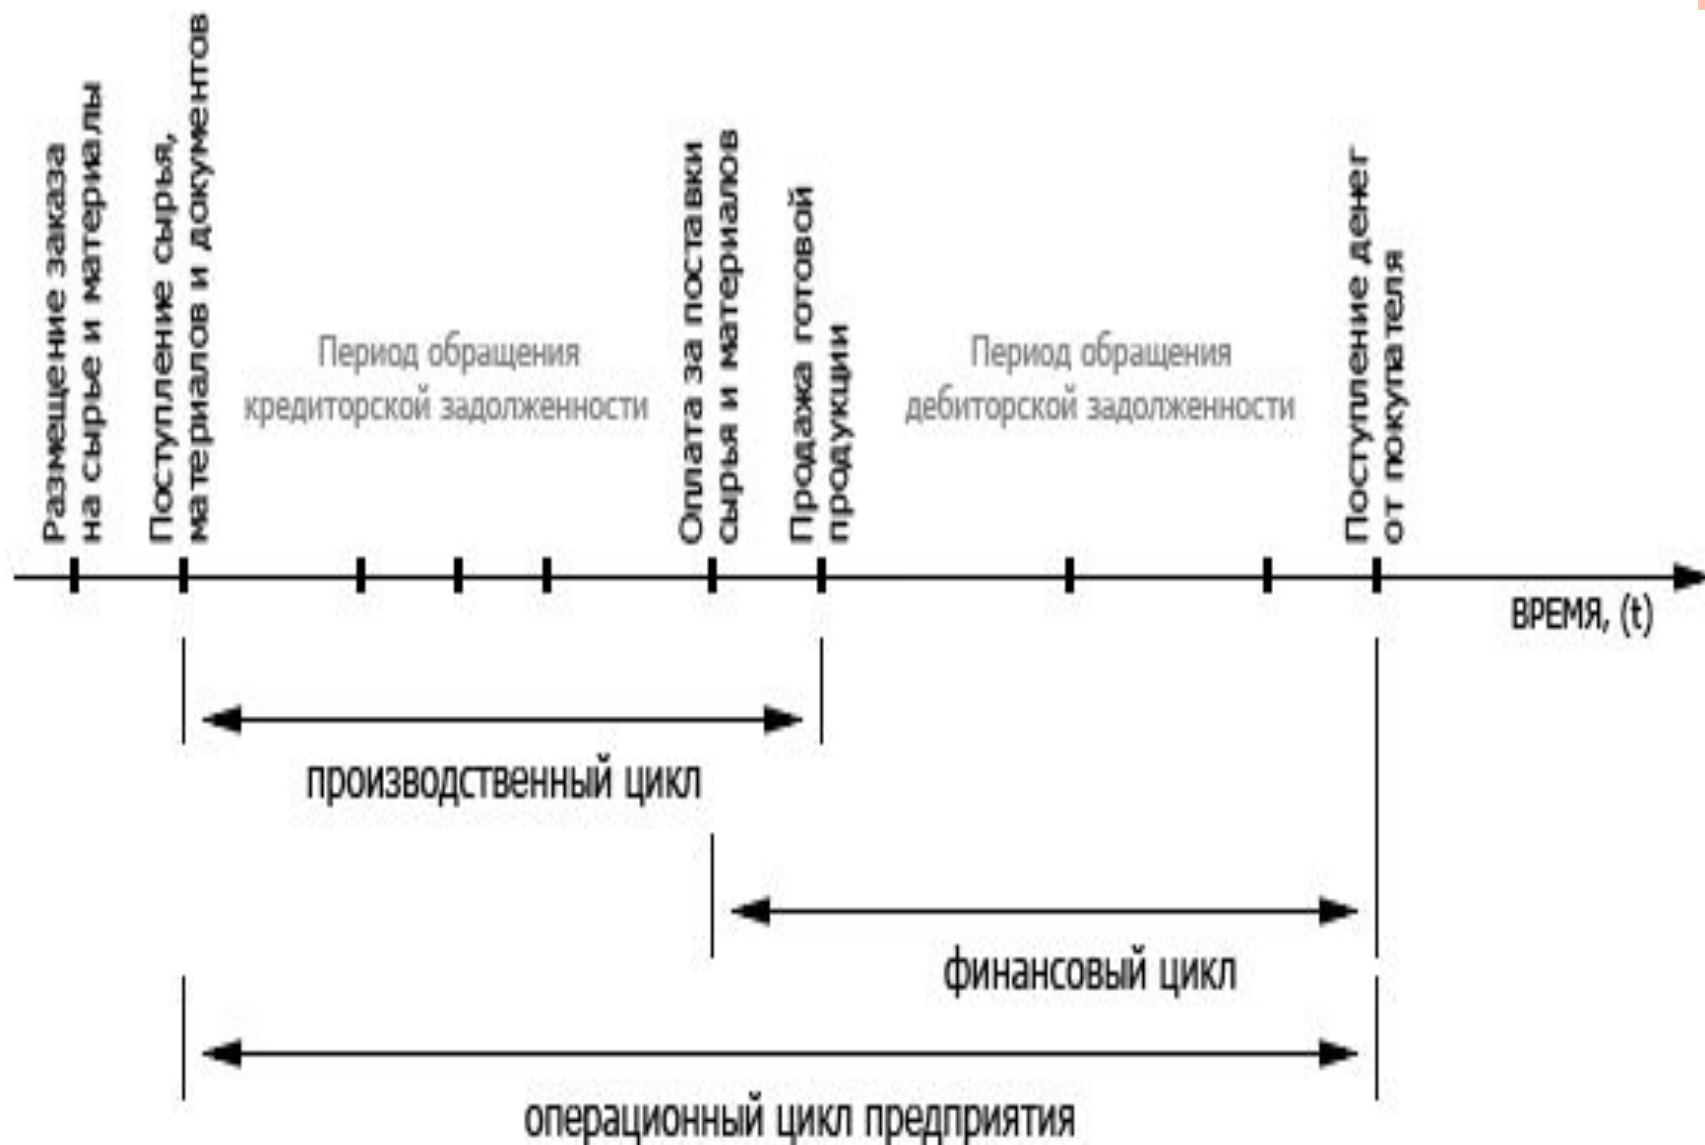 Размещение заказа
на сырье и материалы
Поступление сырья,
материалов и документов
Период обращения
кредиторской задолженности
Оплата за поставки
сырья и материалов
Продажа готовой
продукции
Период обращения
дебиторской задолженности
Поступление денег
от покупателя
ВРЕМЯ, (t)
производственный цикл
финансовый цикл
операционный цикл предприятия